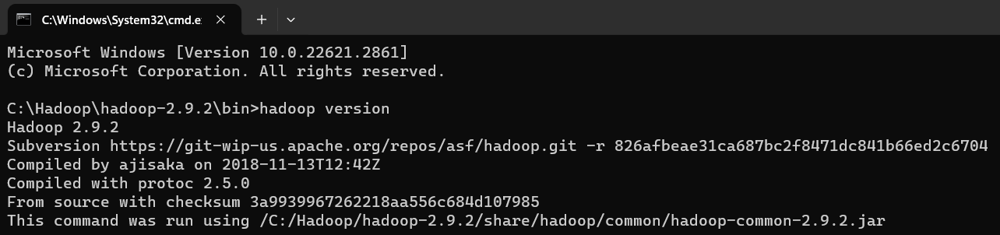 C:\Windows\System32\cmd.e
Microsoft Windows [Version 10.0.22621.2861]
(c) Microsoft Corporation. All rights reserved.
C:\Hadoop\hadoop-2.9.2\bin>hadoop version
Hadoop 2.9.2
Subversion https://git-wip-us.apache.org/repos/asf/hadoop.git -r 826afbeae31ca687bc2f8471dc841b66ed2c6704
Compiled by ajisaka on 2018-11-13T12:42Z
Compiled with protoc 2.5.0
From source with checksum 3a9939967262218aa556c684d107985
This command was run using /C:/Hadoop/hadoop-2.9.2/share/hadoop/common/hadoop-common-2.9.2.jar